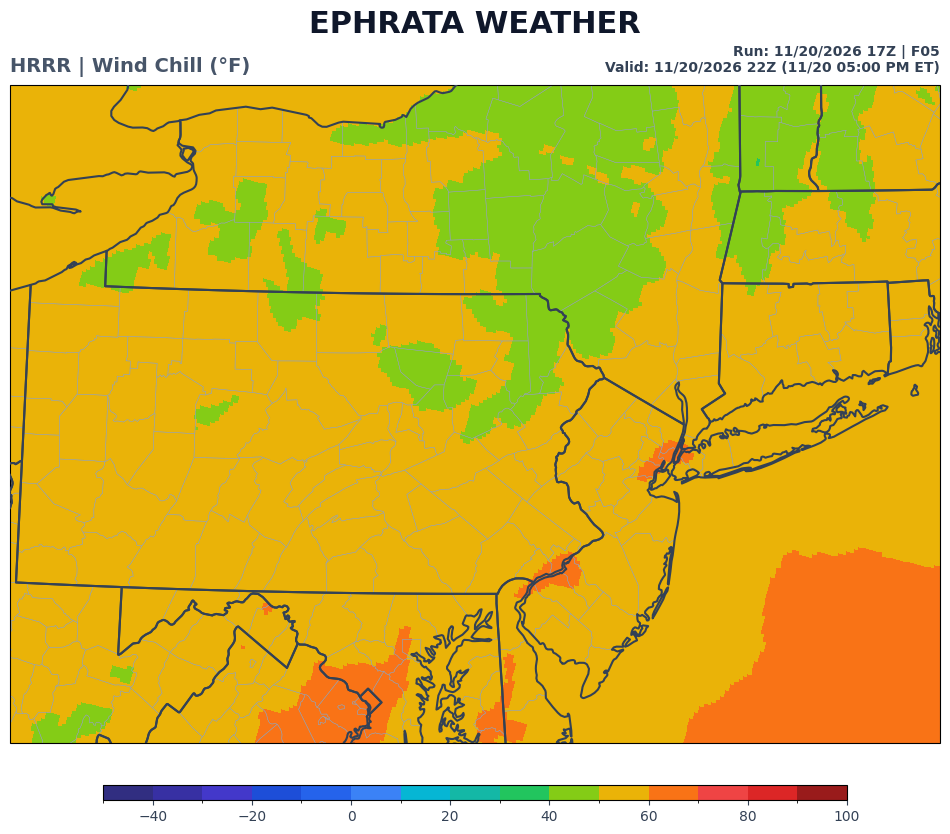 EPHRATA WEATHER
HRRR | Wind Chill (°F)
Run: 11/20/2026 17Z | F05
Valid: 11/20/2026 22Z (11/20 05:00 PM ET)
−40 −20 0 20 40 60 80 100